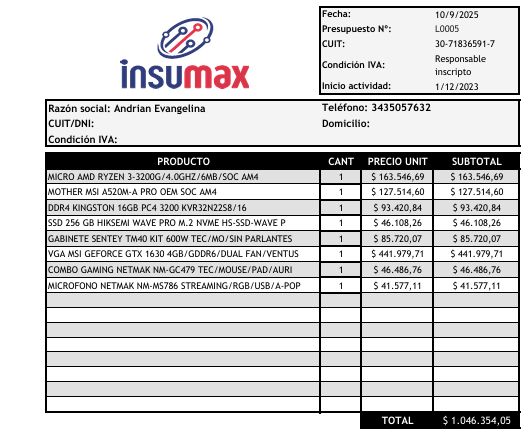 insumax
Fecha: 10/9/2025
Presupuesto Nº: L0005
CUIT: 30-71836591-7
Condición IVA: Responsable
inscripto
Inicio actividad: 1/12/2023
Razón social: Andrian Evangelina Teléfono: 3435057632
CUIT/DNI: Domicilio:
Condición IVA:
PRODUCTO CANT PRECIO UNIT SUBTOTAL
MICRO AMD RYZEN 3-3200G/4.0GHZ/6MB/SOC AM4 1 $ 163.546,69 $ 163.546,69
MOTHER MSI A520M-A PRO OEM SOC AM4 1 $ 127.514,60 $ 127.514,60
DDR4 KINGSTON 16GB PC4 3200 KVR32N22S8/16 1 $ 93.420,84 $ 93.420,84
SSD 256 GB HIKSEMI WAVE PRO M.2 NVME HS-SSD-WAVE P 1 $ 46.108,26 $ 46.108,26
GABINETE SENTEY TM40 KIT 600W TEC/MO/SIN PARLANTES 1 $ 85.720,07 $ 85.720,07
VGA MSI GEFORCE GTX 1630 4GB/GDDR6/DUAL FAN/VENTUS 1 $ 441.979,71 $ 441.979,71
COMBO GAMING NETMAK NM-GC479 TEC/MOUSE/PAD/AURI 1 $ 46.486,76 $ 46.486,76
MICROFONO NETMAK NM-MS786 STREAMING/RGB/USB/A-POP 1 $ 41.577,11 $ 41.577,11
TOTAL $ 1.046.354,05